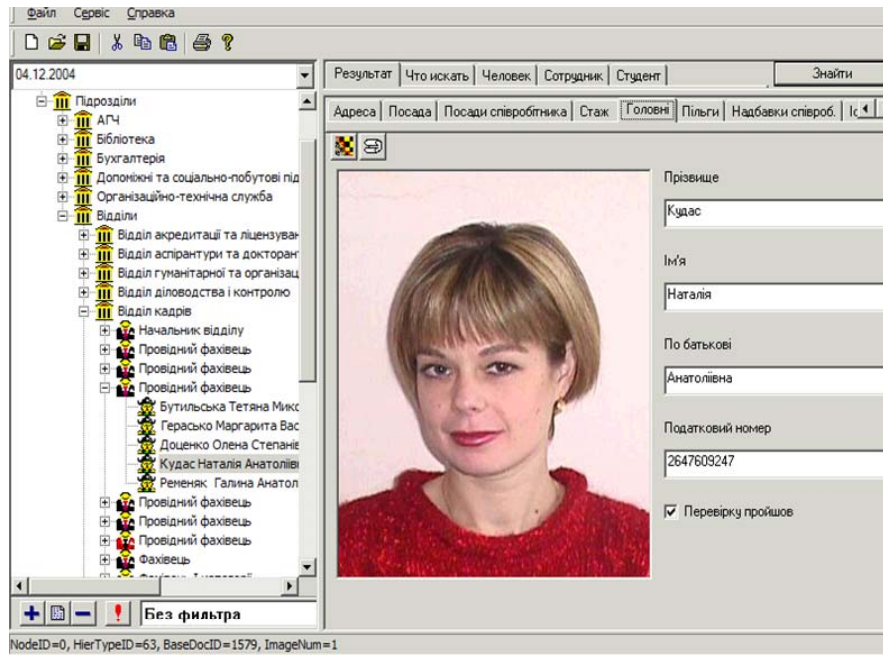 Файл Сервіс Справка
04.12.2004
Підрозділи
АГЧ
Бібліотека
Бухгалтерія
Допоміжні та соціально-побутові під
Організаційно-технічна служба
Відділи
Відділ акредитації та ліцензуван
Відділ аспірантури та докторан
Відділ гуманітарної та організац
Відділ діловодства і контролю
Відділ кадрів
Начальник відділу
Провідний фахівець
Провідний фахівець
Провідний фахівець
Бутильська Тетяна Мико
Герасько Маргарита Вас
Доценко Олена Степанів
Кудас Наталія Анатоліївн
Ременяк Галина Анатол
Провідний фахівець
Провідний фахівець
Провідний фахівець
Фахівець
Без фильтра
Результат Что искать Человек Сотрудник Студент Знайти
Адреса Посада Посади співробітника Стаж Головні Пільги Надбавки співроб.
Прізвище
Кудас
Ім'я
Наталія
По батькові
Анатоліївна
Податковий номер
2647609247
Перевірку пройшов
NodeID=0, HierTypeID=63, BaseDocID=1579, ImageNum=1